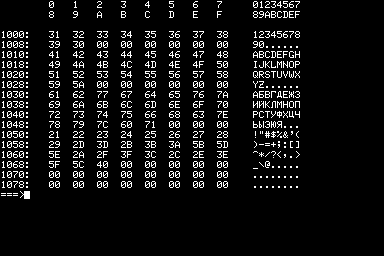 0 1 2 3 4 5 6 7 01234567
8 9 A B C D E F 89ABCDEF
1000: 31 32 33 34 35 36 37 38 12345678
1008: 39 30 00 00 00 00 00 00 90......
1010: 41 42 43 44 45 46 47 48 ABCDEFGH
1018: 49 4A 4B 4C 4D 4E 4F 50 IJKLMNOP
1020: 51 52 53 54 55 56 57 58 QRSTUVWX
1028: 59 5A 00 00 00 00 00 00 YZ......
1030: 61 62 77 67 64 65 76 7A АБВГДЕЖЗ
1038: 69 6A 6B 6C 6D 6E 6F 70 ИЙКЛМНОП
1040: 72 73 74 75 66 68 63 7E РСТУФХЦЧ
1048: 78 79 7C 60 71 00 00 00 ЬЫЭЮЯ...
1050: 21 22 23 24 25 26 27 28 !"#$%&'(
1058: 29 2D 3D 2B 3B 3A 5B 5D )-=+;:[]
1060: 5E 2A 2F 3F 3C 2C 2E 3E ^*/?<,.>
1068: 5F 5C 40 00 00 00 00 00 _\@.....
1070: 00 00 00 00 00 00 00 00 ........
1078: 00 00 00 00 00 00 00 00 ........
===>